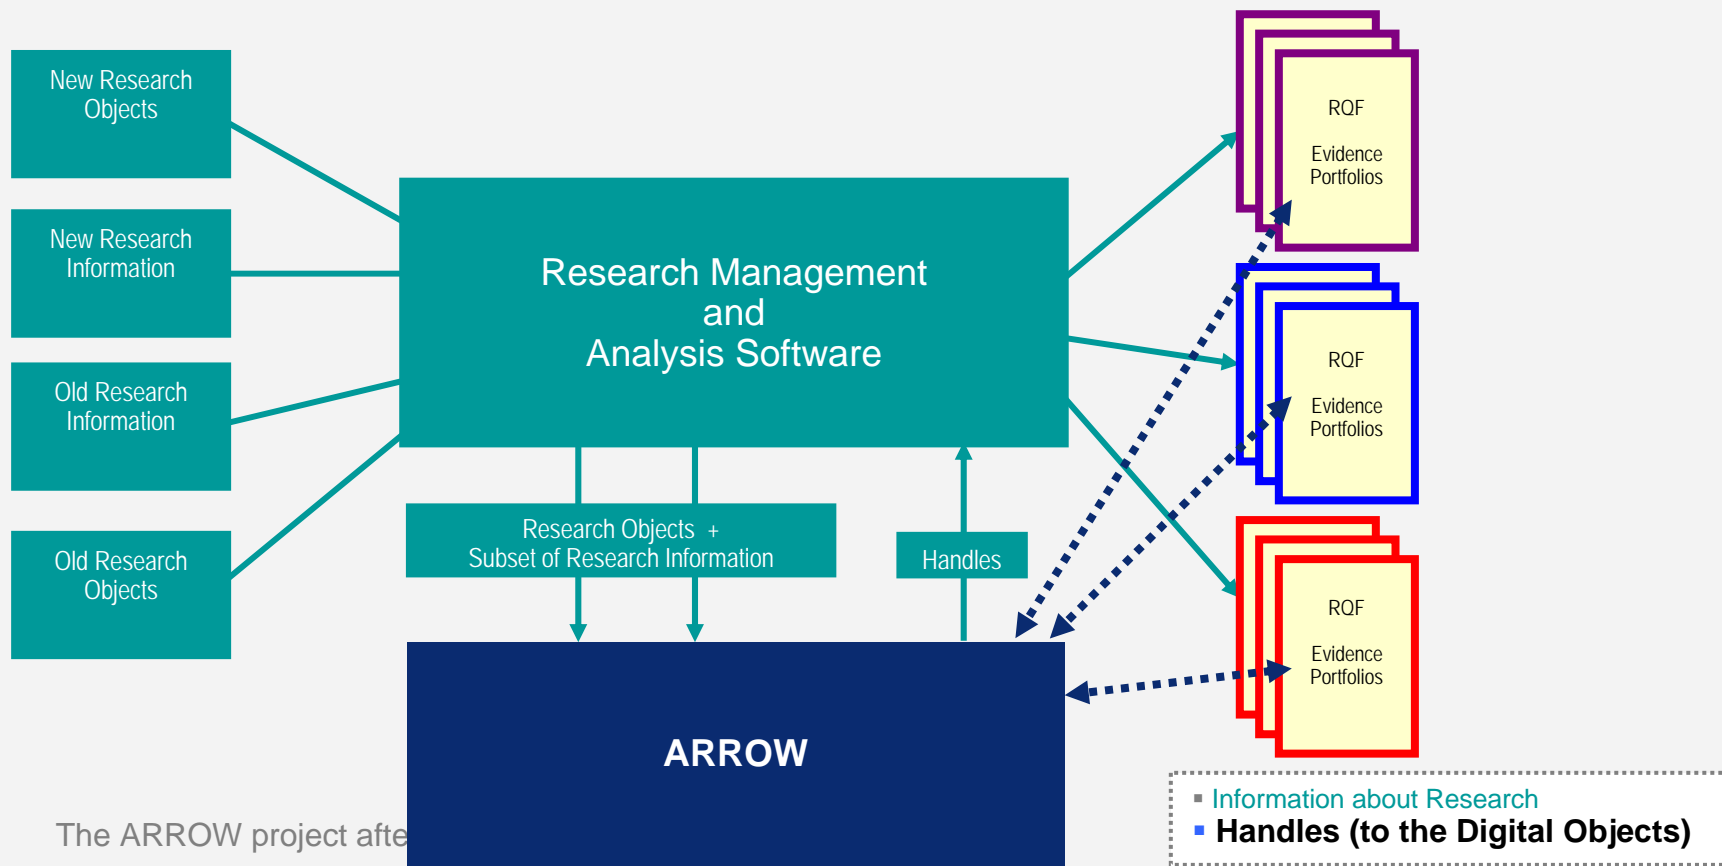 New Research
Objects
New Research
Information
Old Research
Information
Old Research
Objects
Research Management
and
Analysis Software
Research Objects +
Subset of Research Information
Handles
ARROW
RQF
Evidence
Portfolios
RQF
Evidence
Portfolios
RQF
Evidence
Portfolios
▪ Information about Research
▪ Handles (to the Digital Objects)
The ARROW project afte